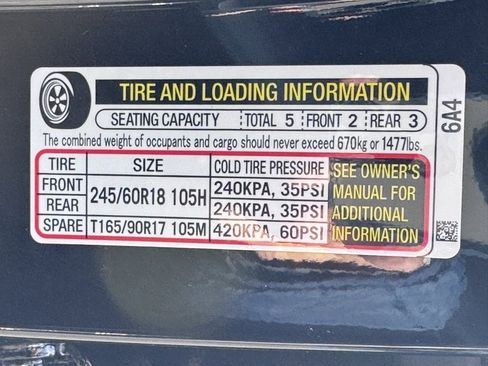 TIRE AND LOADING INFORMATION
SEATING CAPACITY TOTAL 5 FRONT 2 REAR 3
The combined weight of occupants and cargo should never exceed 670kg or 1477lbs.
TIRE SIZE COLD TIRE PRESSURE
FRONT 245/60R18 105H 240KPA, 35PSI
REAR 240KPA, 35PSI
SPARE T165/90R17 105M 420KPA, 60PSI
SEE OWNER'S
MANUAL FOR
ADDITIONAL
INFORMATION
6A4